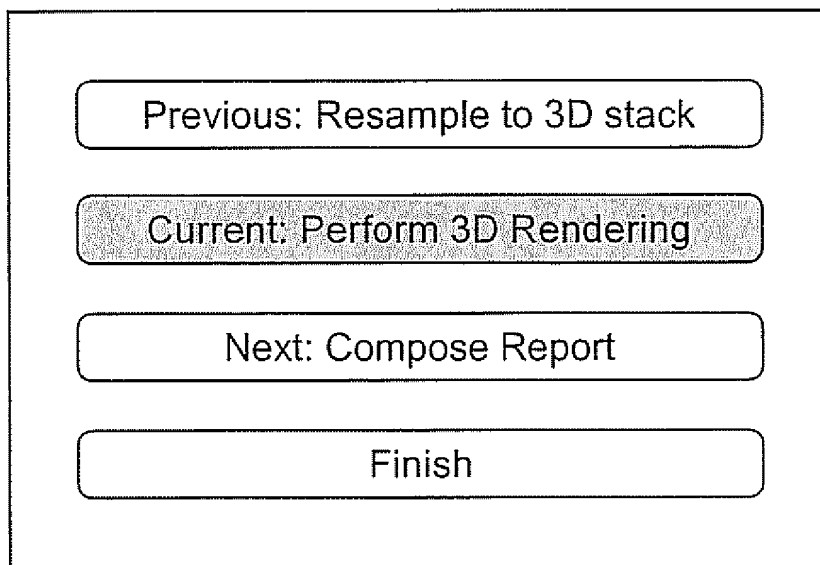 Previous: Resample to 3D stack
Current: Perform 3D Rendering
Next: Compose Report
Finish